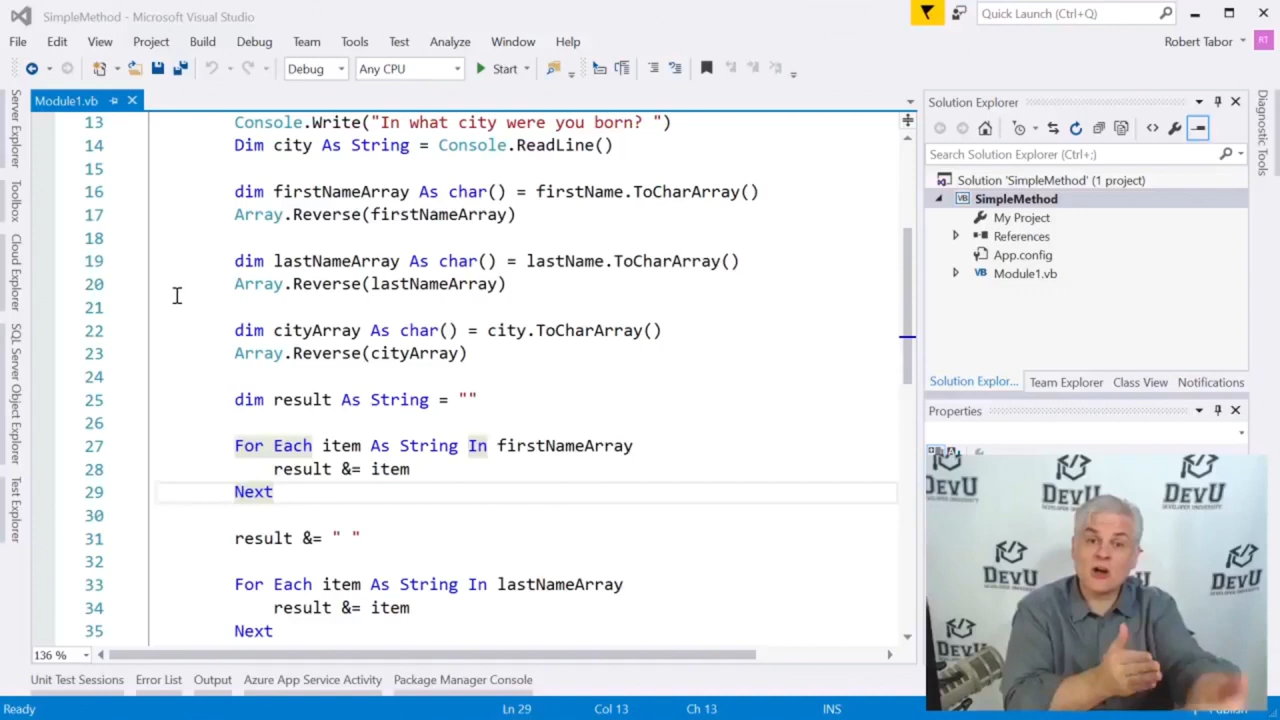 SimpleMethod - Microsoft Visual Studio
Quick Launch (Ctrl+Q)
File Edit View Project Build Debug Team Tools Test Analyze Window Help
Robert Tabor RT
Debug Any CPU Start
Module1.vb
Server Explorer
Toolbox
Cloud Explorer
SQL Server Object Explorer
Test Explorer
13 Console.Write("In what city were you born? ")
14 Dim city As String = Console.ReadLine()
15
16 dim firstNameArray As char() = firstName.ToCharArray()
17 Array.Reverse(firstNameArray)
18
19 dim lastNameArray As char() = lastName.ToCharArray()
20 Array.Reverse(lastNameArray)
21
22 dim cityArray As char() = city.ToCharArray()
23 Array.Reverse(cityArray)
24
25 dim result As String = ""
26
27 For Each item As String In firstNameArray
28 result &= item
29 Next
30
31 result &= " "
32
33 For Each item As String In lastNameArray
34 result &= item
35 Next
136 %
Solution Explorer
Search Solution Explorer (Ctrl+;)
Solution 'SimpleMethod' (1 project)
SimpleMethod
My Project
References
App.config
Module1.vb
Solution Explor... Team Explorer Class View Notifications
Properties
Diagnostic Tools
DevU
DEVELOPER UNIVERSITY
DevU
DEVELOPER UNIVERSITY
DevU
DEVELOPER UNIVERSITY
DevU
DevU
Unit Test Sessions Error List Output Azure App Service Activity Package Manager Console
Ready Ln 29 Col 13 Ch 13 INS Publish